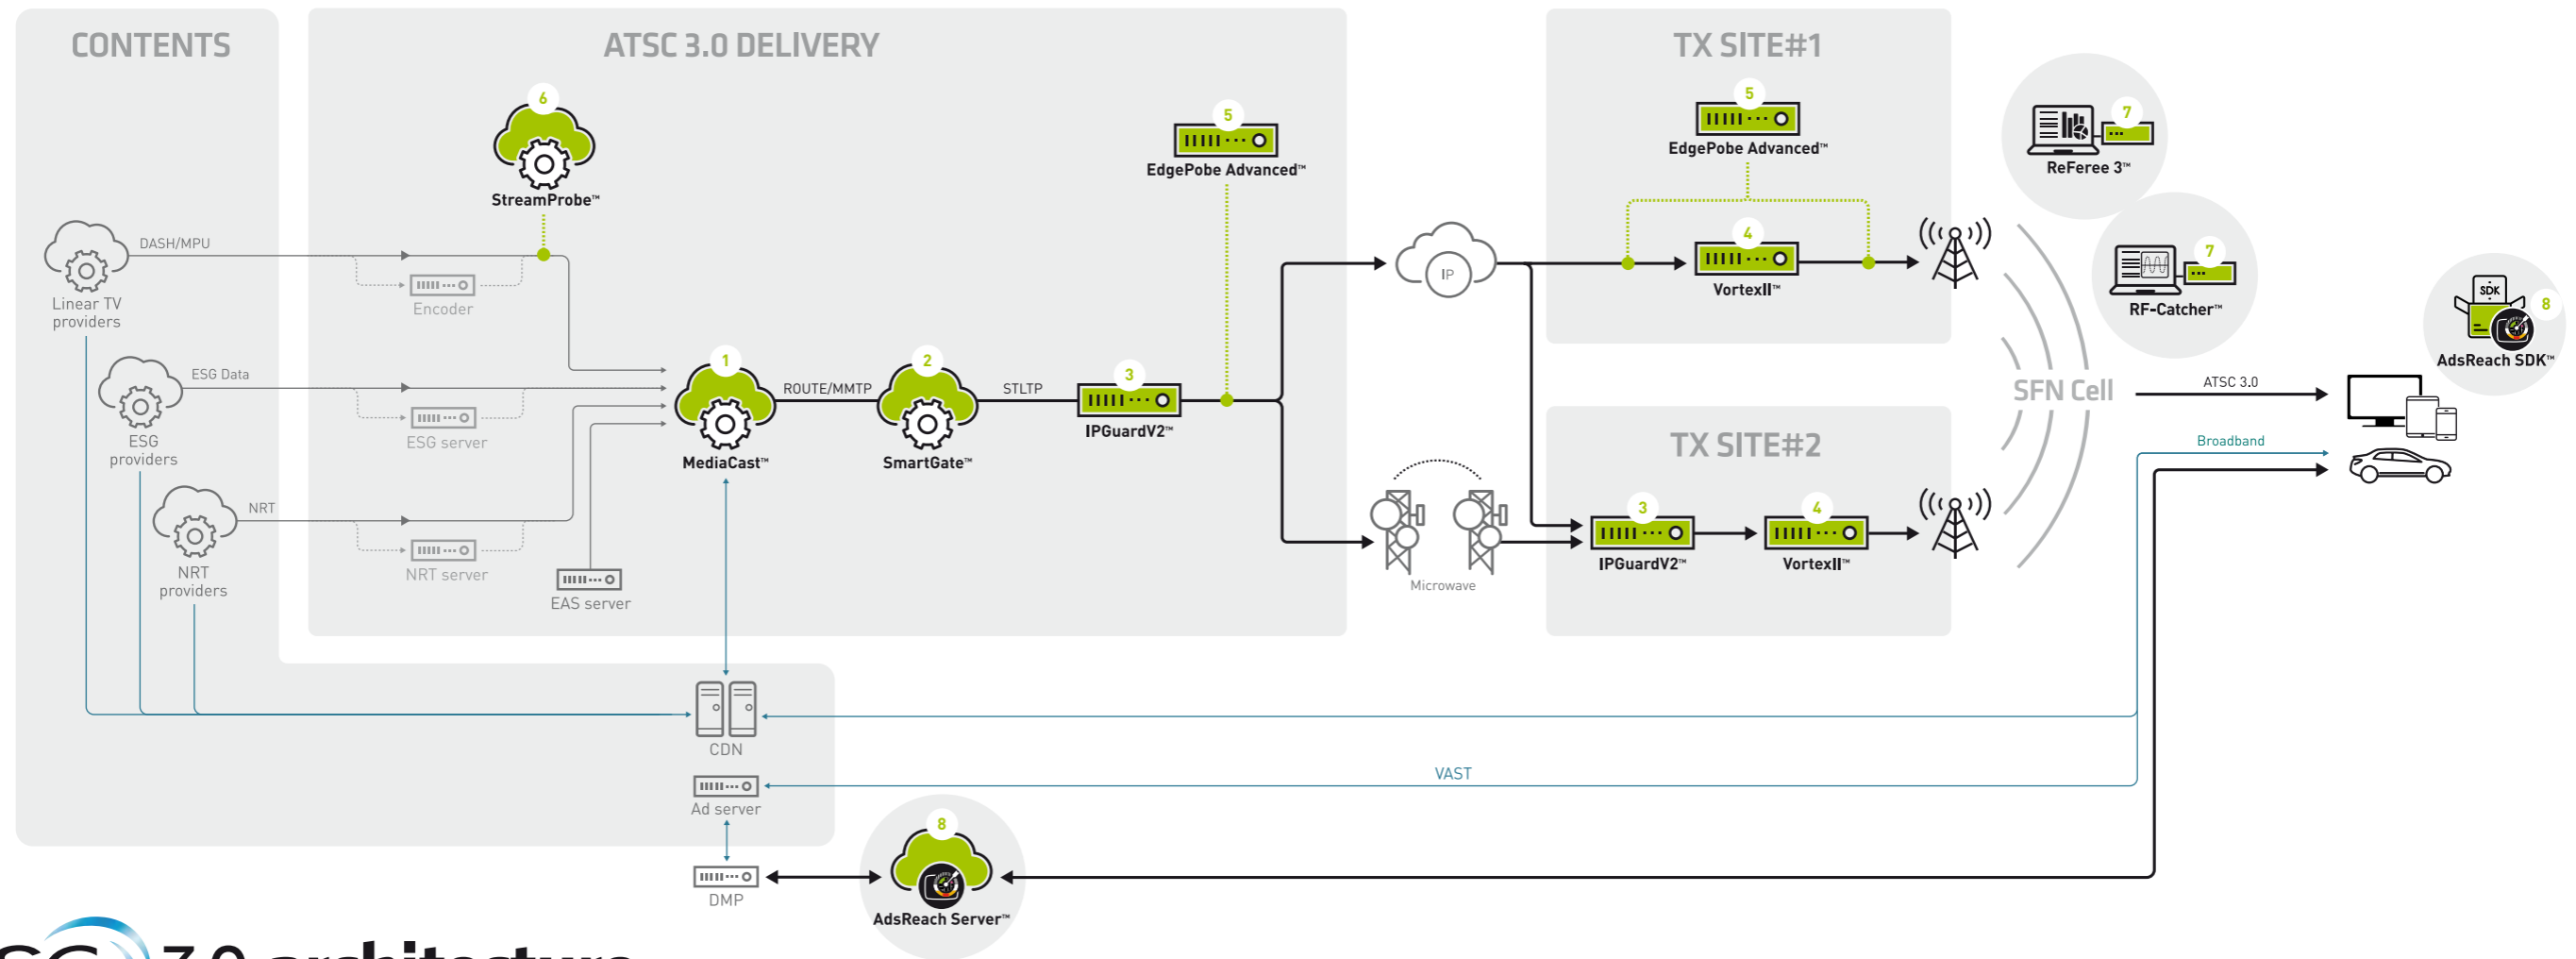 CONTENTS
ATSC 3.0 DELIVERY
TX SITE#1
6
StreamProbe™
5
EdgePobe Advanced™
5
EdgePobe Advanced™
7
ReFeree 3™
DASH/MPU
Linear TV
providers
Encoder
IP
4
VortexII™
7
RF-Catcher™
SDK
8
AdsReach SDK™
ESG Data
ESG
providers
ESG server
1
MediaCast™
ROUTE/MMTP
2
SmartGate™
STLTP
3
IPGuardV2™
SFN Cell
ATSC 3.0
Broadband
TX SITE#2
NRT
NRT
providers
NRT server
EAS server
Microwave
3
IPGuardV2™
4
VortexII™
CDN
VAST
Ad server
8
DMP
AdsReach Server™
3.0 architecture